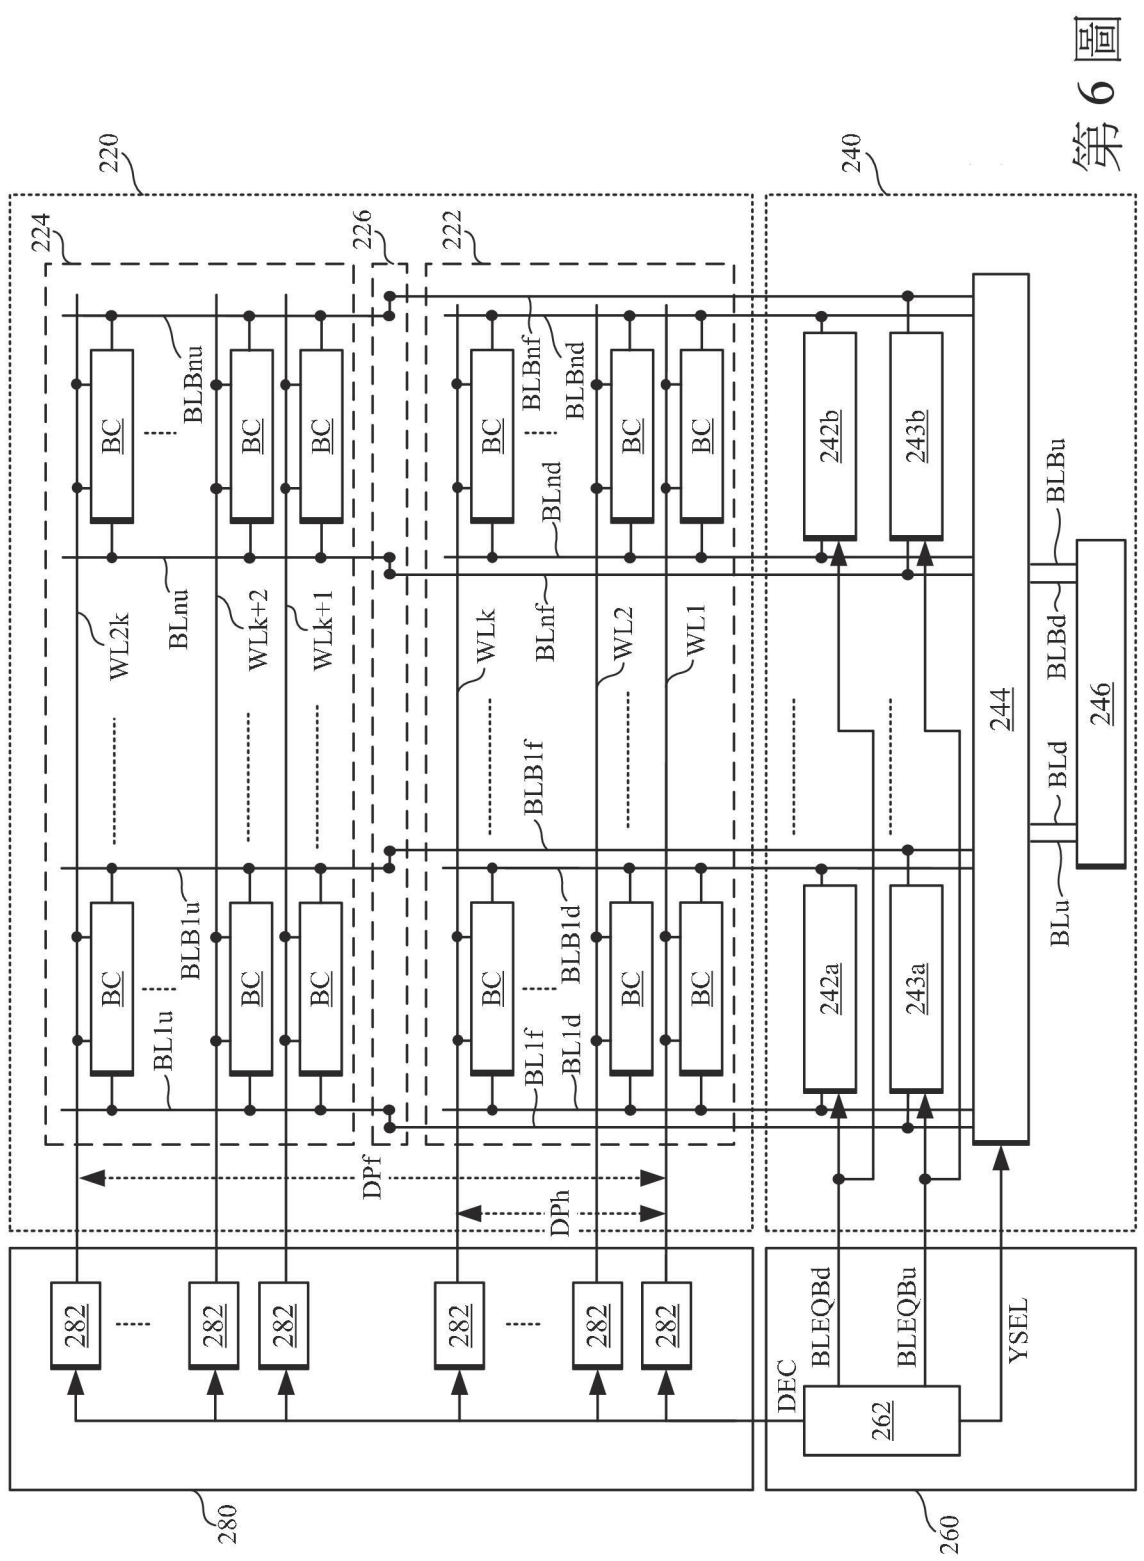 第 6 圖
220
224
226
222
240
BC
BC
BC
BC
BC
BC
BLBnu
BLBnf
BLBnd
242b
243b
BLnu
BLnd
BLnf
WL2k
WLk+2
WLk+1
WLk
WL2
WL1
BLBu
BLBd
244
246
BLd
BLu
BLB1f
BLB1u
BLB1d
BC
BC
BC
BC
BC
BC
242a
243a
BL1u
BL1f
BL1d
DPf
DPh
282
282
282
282
282
282
BLEQBd
BLEQBu
YSEL
DEC
262
280
260